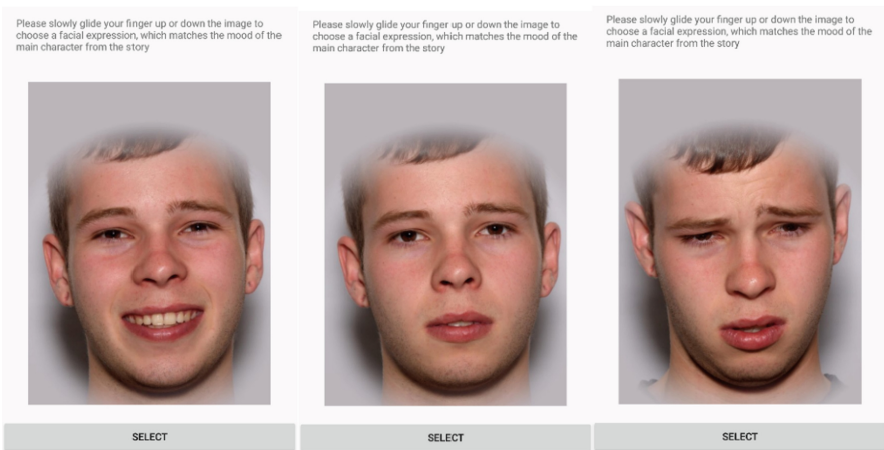 Please slowly glide your finger up or down the image to
choose a facial expression, which matches the mood of the
main character from the story
SELECT
Please slowly glide your finger up or down the image to
choose a facial expression, which matches the mood of the
main character from the story
SELECT
Please slowly glide your finger up or down the image to
choose a facial expression, which matches the mood of the
main character from the story
SELECT